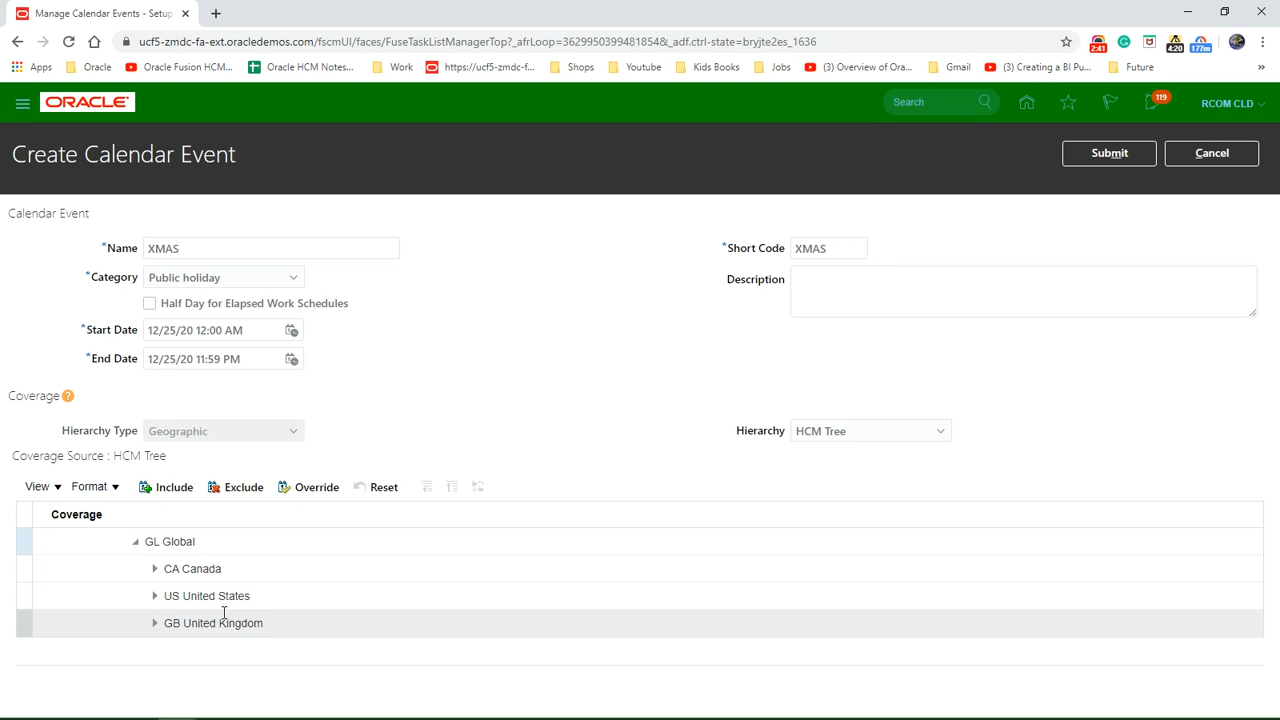 Manage Calendar Events - Setup
ucf5-zmdc-fa-ext.oracledemos.com/fscmUI/faces/FuseTaskListManagerTop?_afrLoop=36299503994818548&_adf.ctrl-state=bryjte2es_1636
2:41
4:20
177m
Apps
Oracle
Oracle Fusion HCM...
Oracle HCM Notes...
Work
https://ucf5-zmdc-f...
Shops
Youtube
Kids Books
Jobs
(3) Overview of Ora...
Gmail
(3) Creating a BI Pu...
Future
»
ORACLE
Search
119
RCOM CLD
Create Calendar Event
Submit
Cancel
Calendar Event
*Name XMAS
*Short Code XMAS
*Category Public holiday
Description
Half Day for Elapsed Work Schedules
*Start Date 12/25/20 12:00 AM
*End Date 12/25/20 11:59 PM
Coverage ?
Hierarchy Type Geographic
Hierarchy HCM Tree
Coverage Source : HCM Tree
View Format Include Exclude Override Reset
Coverage
GL Global
CA Canada
US United States
GB United Kingdom